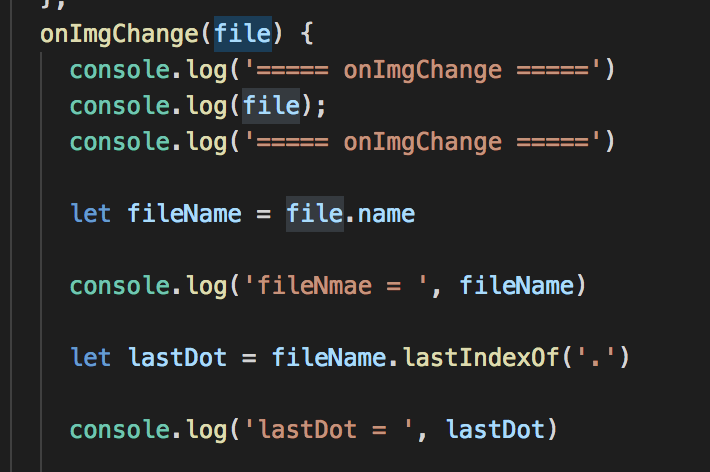 },
onImgChange(file) {
console.log('===== onImgChange =====')
console.log(file);
console.log('===== onImgChange =====')
let fileName = file.name
console.log('fileNmae = ', fileName)
let lastDot = fileName.lastIndexOf('.')
console.log('lastDot = ', lastDot)